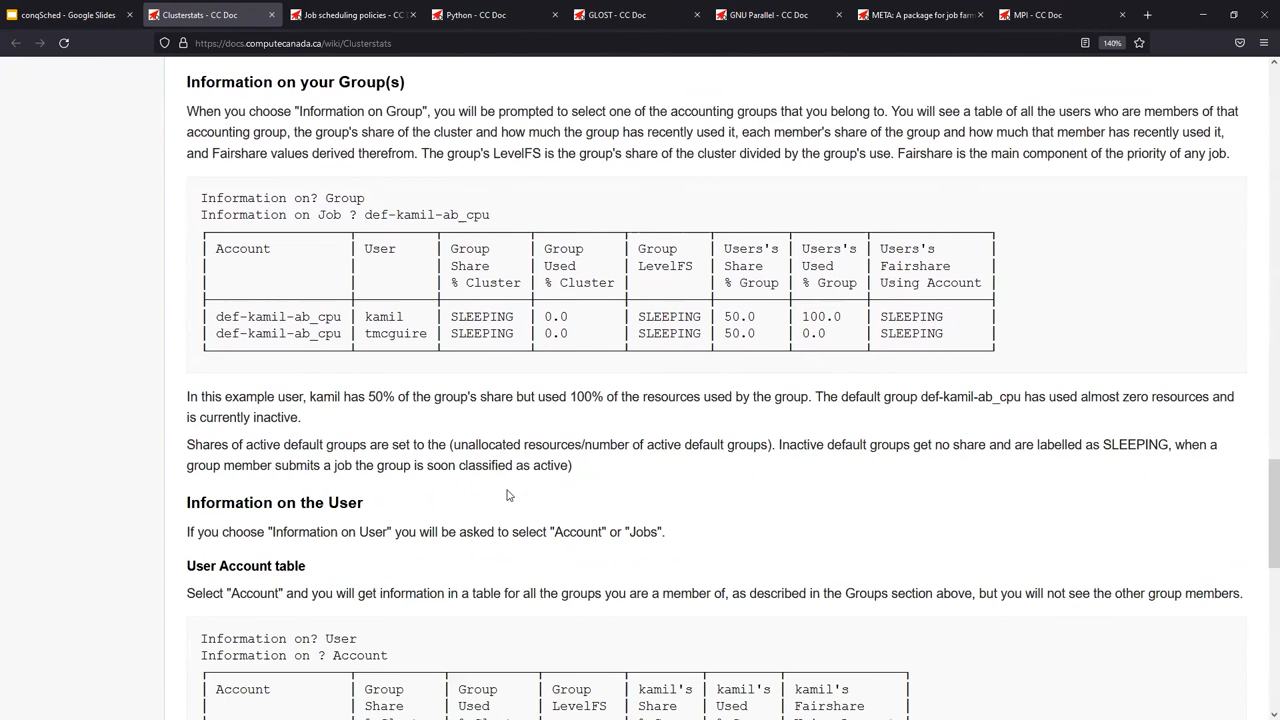 conqSched - Google Slides
Clusterstats - CC Doc
Job scheduling policies - CC D
Python - CC Doc
GLOST - CC Doc
GNU Parallel - CC Doc
META: A package for job farm
MPI - CC Doc
https://docs.computecanada.ca/wiki/Clusterstats
140%
Information on your Group(s)
When you choose "Information on Group", you will be prompted to select one of the accounting groups that you belong to. You will see a table of all the users who are members of that
accounting group, the group's share of the cluster and how much the group has recently used it, each member's share of the group and how much that member has recently used it,
and Fairshare values derived therefrom. The group's LevelFS is the group's share of the cluster divided by the group's use. Fairshare is the main component of the priority of any job.
Information on? Group
Information on Job ? def-kamil-ab_cpu
Account User Group Group Group Users's Users's Users's
Share Used LevelFS Share Used Fairshare
% Cluster % Cluster % Group % Group Using Account
def-kamil-ab_cpu kamil SLEEPING 0.0 SLEEPING 50.0 100.0 SLEEPING
def-kamil-ab_cpu tmcguire SLEEPING 0.0 SLEEPING 50.0 0.0 SLEEPING
In this example user, kamil has 50% of the group's share but used 100% of the resources used by the group. The default group def-kamil-ab_cpu has used almost zero resources and
is currently inactive.
Shares of active default groups are set to the (unallocated resources/number of active default groups). Inactive default groups get no share and are labelled as SLEEPING, when a
group member submits a job the group is soon classified as active)
Information on the User
If you choose "Information on User" you will be asked to select "Account" or "Jobs".
User Account table
Select "Account" and you will get information in a table for all the groups you are a member of, as described in the Groups section above, but you will not see the other group members.
Information on? User
Information on ? Account
Account Group Group Group kamil's kamil's kamil's
Share Used LevelFS Share Used Fairshare